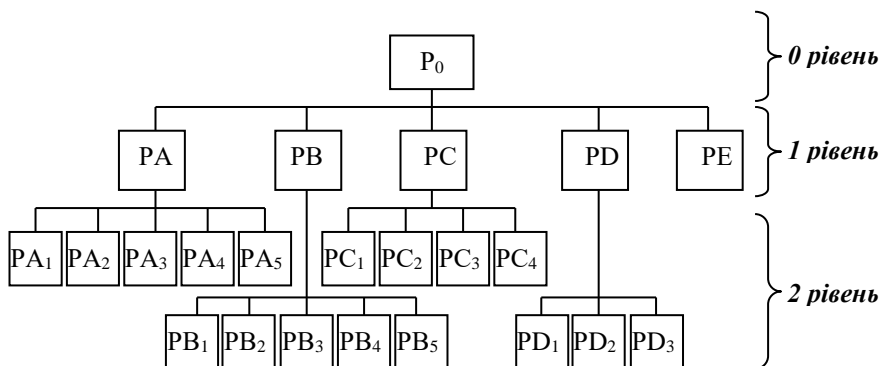 P₀
0 рівень
PA PB PC PD PE
1 рівень
PA₁ PA₂ PA₃ PA₄ PA₅ PC₁ PC₂ PC₃ PC₄
2 рівень
PB₁ PB₂ PB₃ PB₄ PB₅ PD₁ PD₂ PD₃